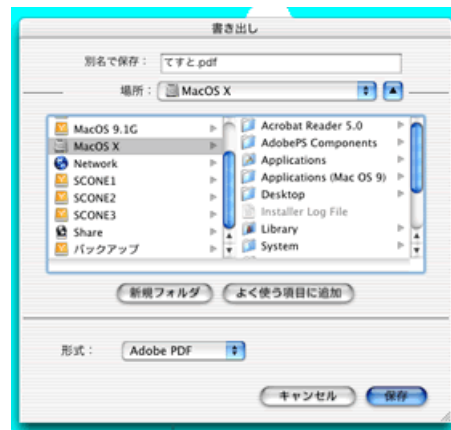 書き出し
別名で保存： てすと.pdf
場所： MacOS X
MacOS 9.1G
MacOS X
Network
SCONE1
SCONE2
SCONE3
Share
バックアップ
Acrobat Reader 5.0
AdobePS Components
Applications
Applications (Mac OS 9)
Desktop
Installer Log File
Library
System
新規フォルダ よく使う項目に追加
形式： Adobe PDF
キャンセル 保存